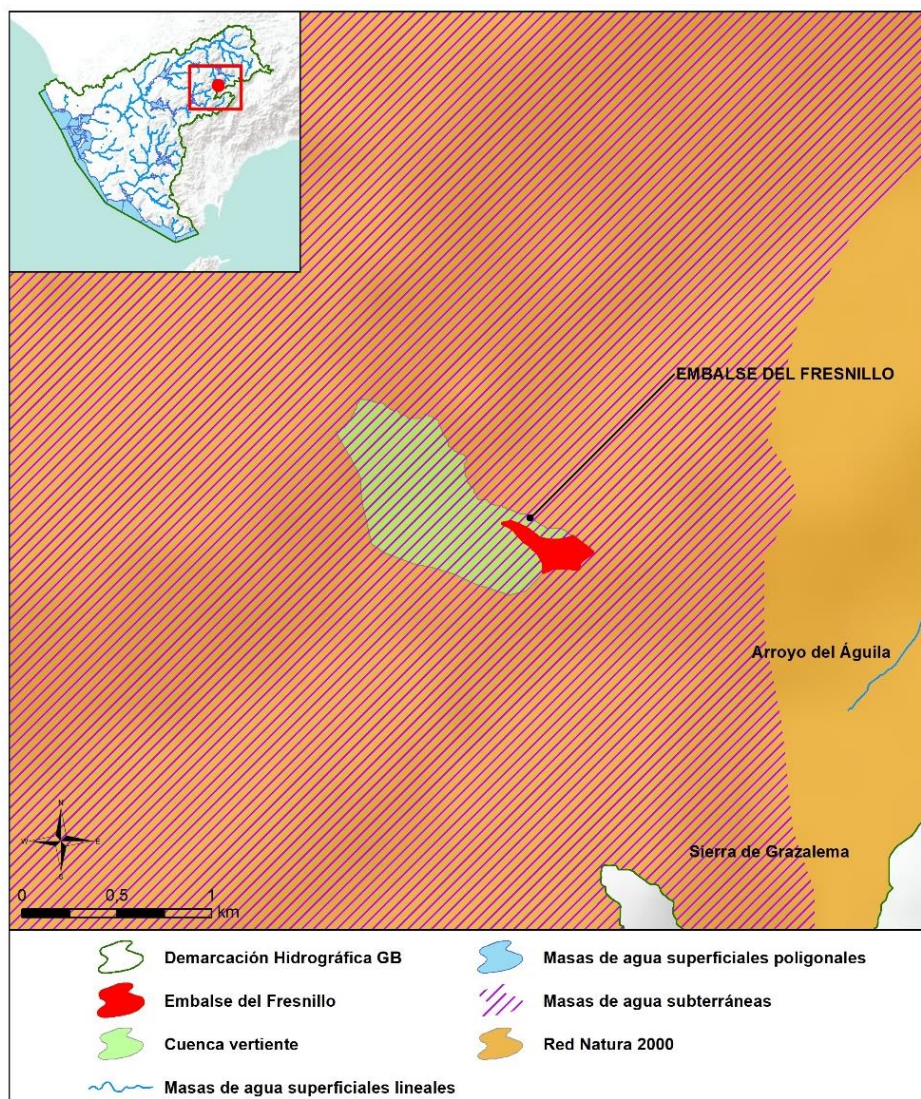 EMBALSE DEL FRESNILLO
Arroyo del Águila
Sierra de Grazalema
N
W
E
S
0
0,5
1
km
Demarcación Hidrográfica GB
Masas de agua superficiales poligonales
Embalse del Fresnillo
Masas de agua subterráneas
Cuenca vertiente
Red Natura 2000
Masas de agua superficiales lineales